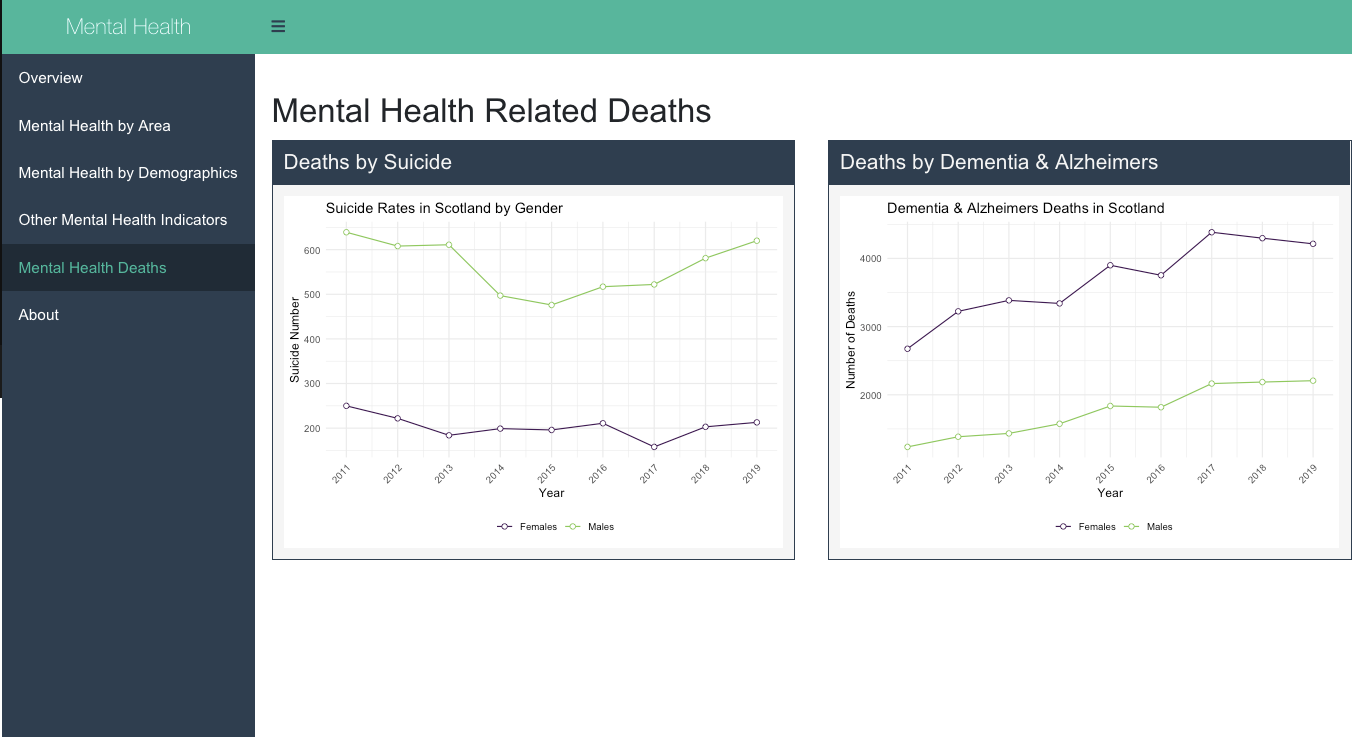 Mental Health
Overview
Mental Health by Area
Mental Health by Demographics
Other Mental Health Indicators
Mental Health Deaths
About
Mental Health Related Deaths
Deaths by Suicide
Suicide Rates in Scotland by Gender
Suicide Number
600
500
400
300
200
2011 2012 2013 2014 2015 2016 2017 2018 2019
Year
Females Males
Deaths by Dementia & Alzheimers
Dementia & Alzheimers Deaths in Scotland
Number of Deaths
4000
3000
2000
2011 2012 2013 2014 2015 2016 2017 2018 2019
Year
Females Males